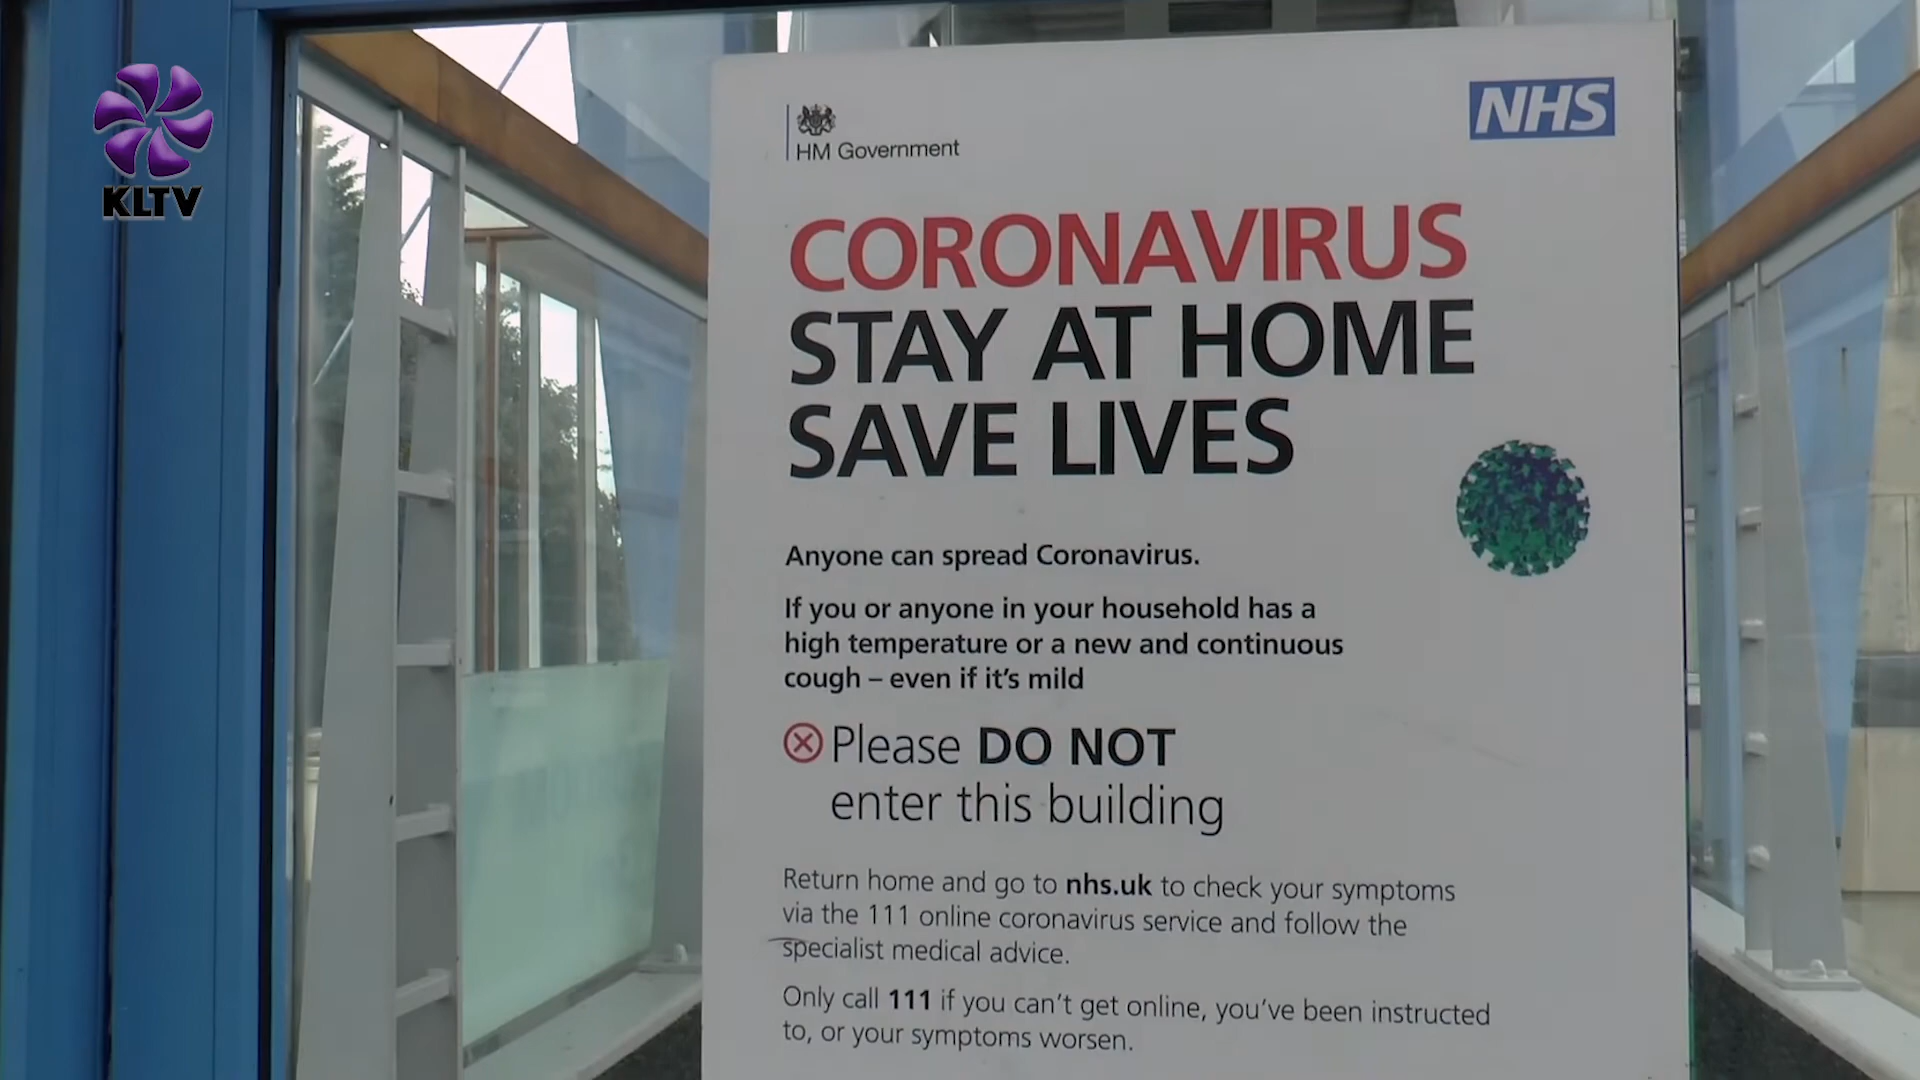 KLTV
HM Government
NHS
CORONAVIRUS
STAY AT HOME
SAVE LIVES
Anyone can spread Coronavirus.
If you or anyone in your household has a
high temperature or a new and continuous
cough – even if it's mild
Please DO NOT
enter this building
Return home and go to nhs.uk to check your symptoms
via the 111 online coronavirus service and follow the
specialist medical advice.
Only call 111 if you can't get online, you've been instructed
to, or your symptoms worsen.